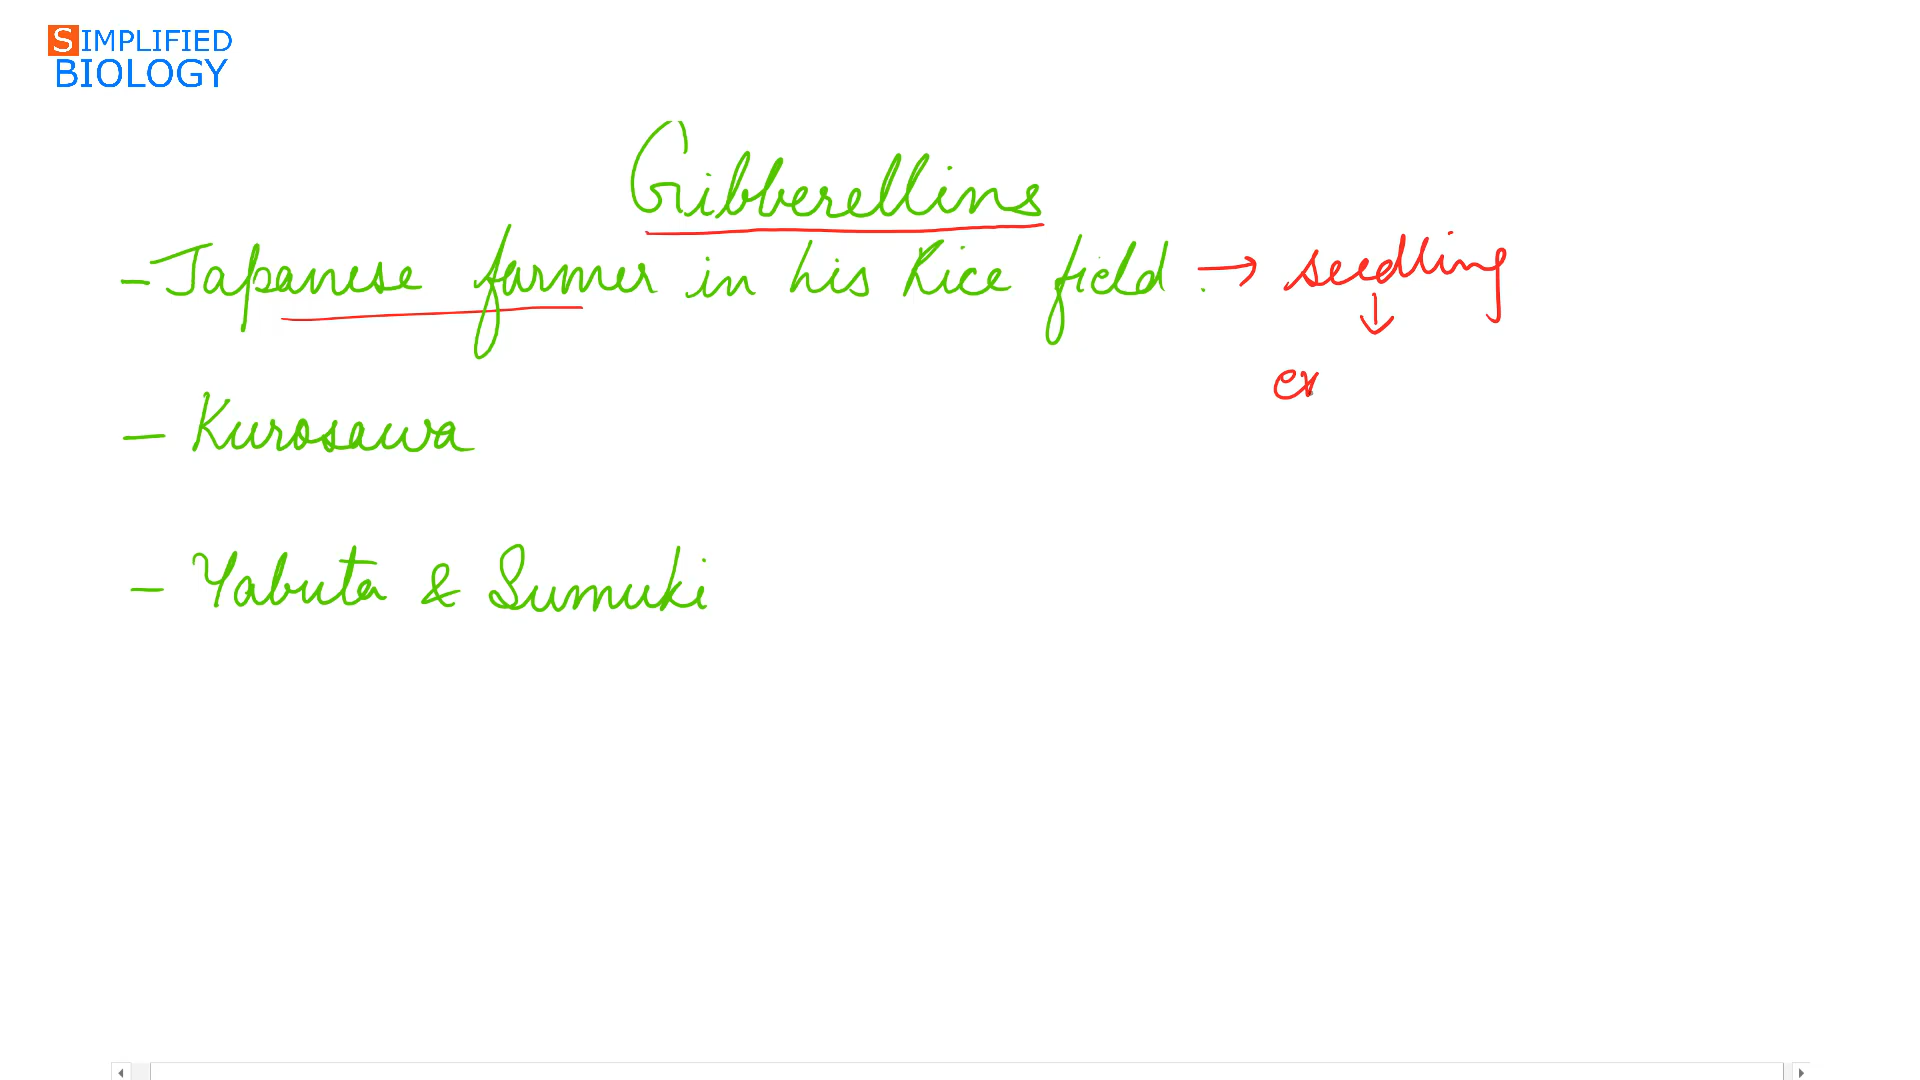 SIMPLIFIED
BIOLOGY
Gibberellins
- Japanese farmer in his Rice field. → seedling
↓
ex
- Kurosawa
- Yabuta & Sumuki